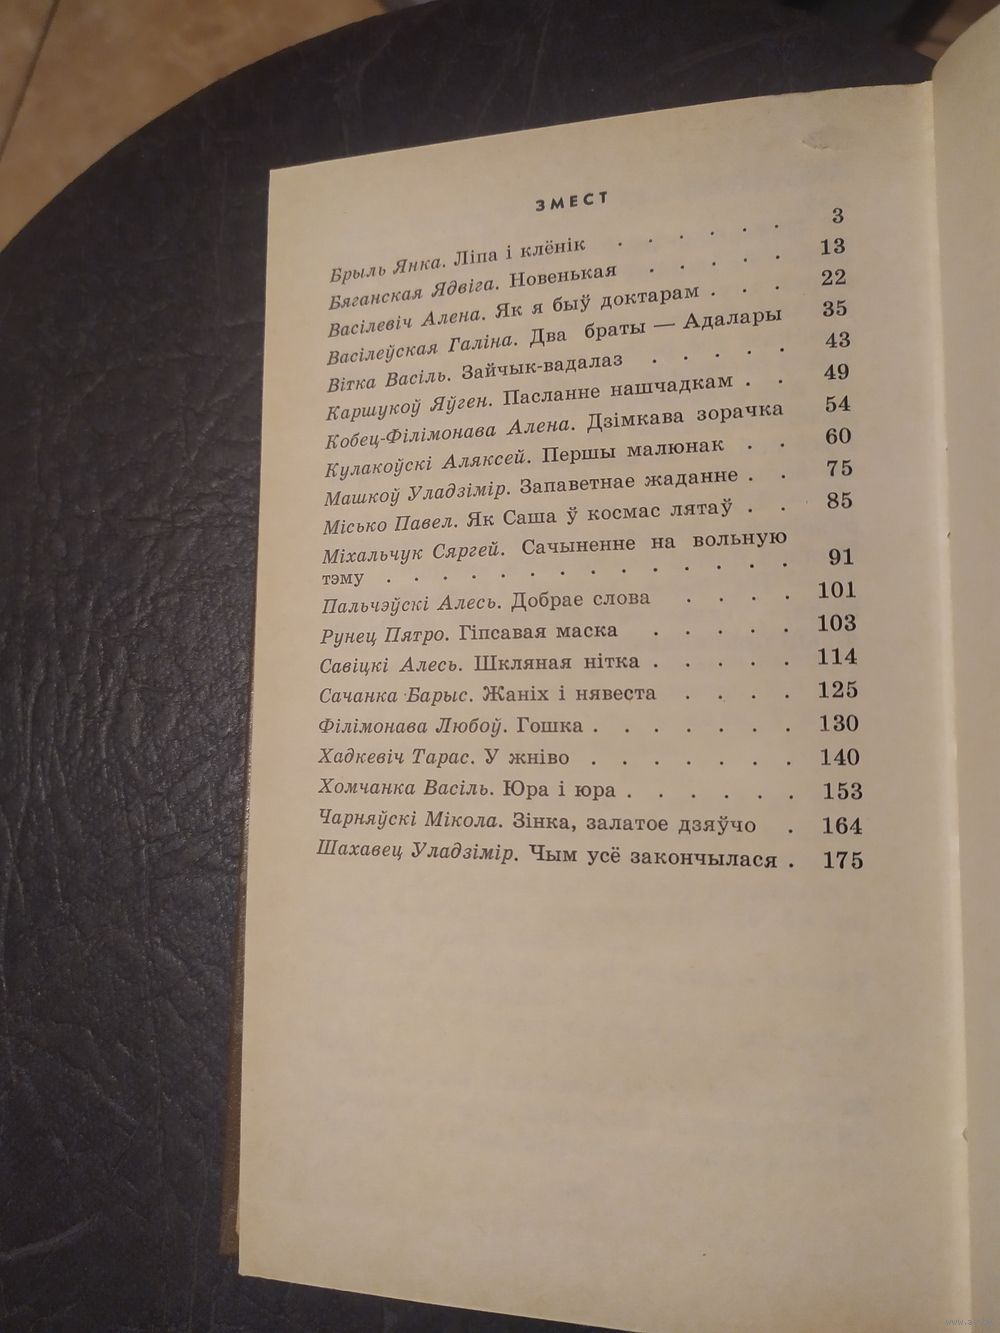 ЗМЕСТ
Брыль Янка. Ліпа і клёнік . . . . . . 3
Бяганская Ядвіга. Новенькая . . . . . 13
Васілевіч Алена. Як я быў доктарам . . . 22
Васілеўская Галіна. Два браты — Адалары 35
Вітка Васіль. Зайчык-вадалаз . . . . . 43
Каршукоў Яўген. Пасланне нашчадкам . . 49
Кобец-Філімонава Алена. Дзімкава зорачка 54
Кулакоўскі Аляксей. Першы малюнак . . 60
Машкоў Уладзімір. Запаветнае жаданне . . 75
Місько Павел. Як Саша ў космас лятаў . . 85
Міхальчук Сяргей. Сачыненне на вольную
тэму . . . . . . . . . . . . . . 91
Пальчэўскі Алесь. Добрае слова . . . . 101
Рунец Пятро. Гіпсавая маска . . . . . 103
Савіцкі Алесь. Шкляная нітка . . . . . 114
Сачанка Барыс. Жаніх і нявеста . . . . 125
Філімонава Любоў. Гошка . . . . . . . 130
Хадкевіч Тарас. У жніво . . . . . . . 140
Хомчанка Васіль. Юра і юра . . . . . . 153
Чарняўскі Мікола. Зінка, залатое дзяўчо . 164
Шахавец Уладзімір. Чым усё закончылася . 175